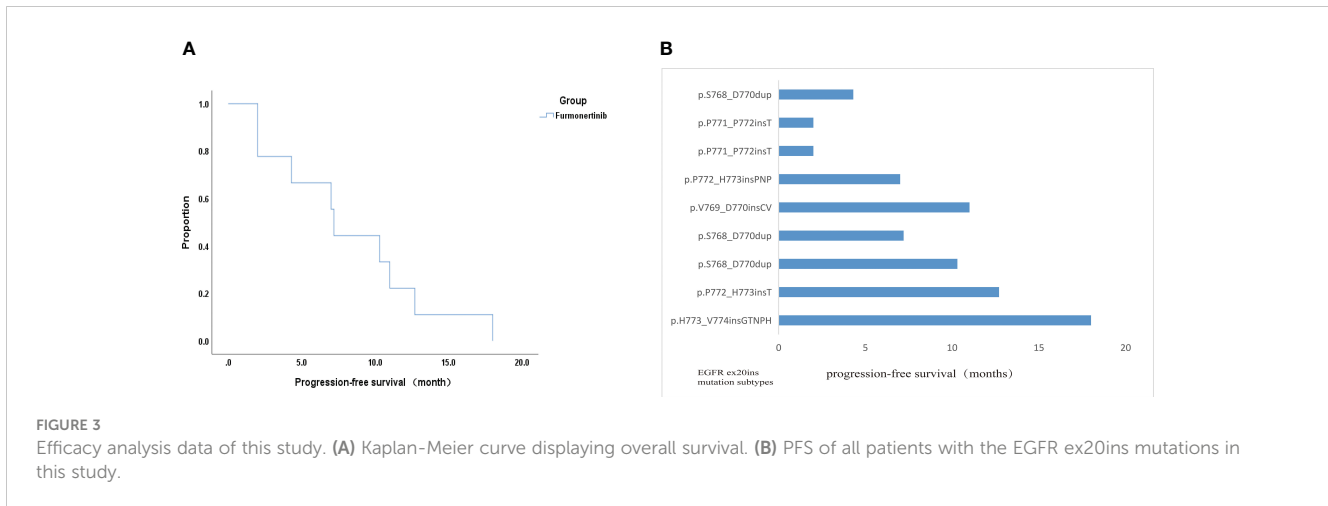 A
B
Group
Furmonertinib
1.0
0.8
0.6
0.4
0.2
0.0
Proportion
.0
5.0
10.0
15.0
20.0
Progression-free survival（month）
p.S768_D770dup
p.P771_P772insT
p.P771_P772insT
p.P772_H773insPNP
p.V769_D770insCV
p.S768_D770dup
p.S768_D770dup
p.P772_H773insT
p.H773_V774insGTNPH
0
5
10
15
20
EGFR ex20ins
mutation subtypes
progression-free survival（months）
FIGURE 3
Efficacy analysis data of this study. (A) Kaplan-Meier curve displaying overall survival. (B) PFS of all patients with the EGFR ex20ins mutations in
this study.